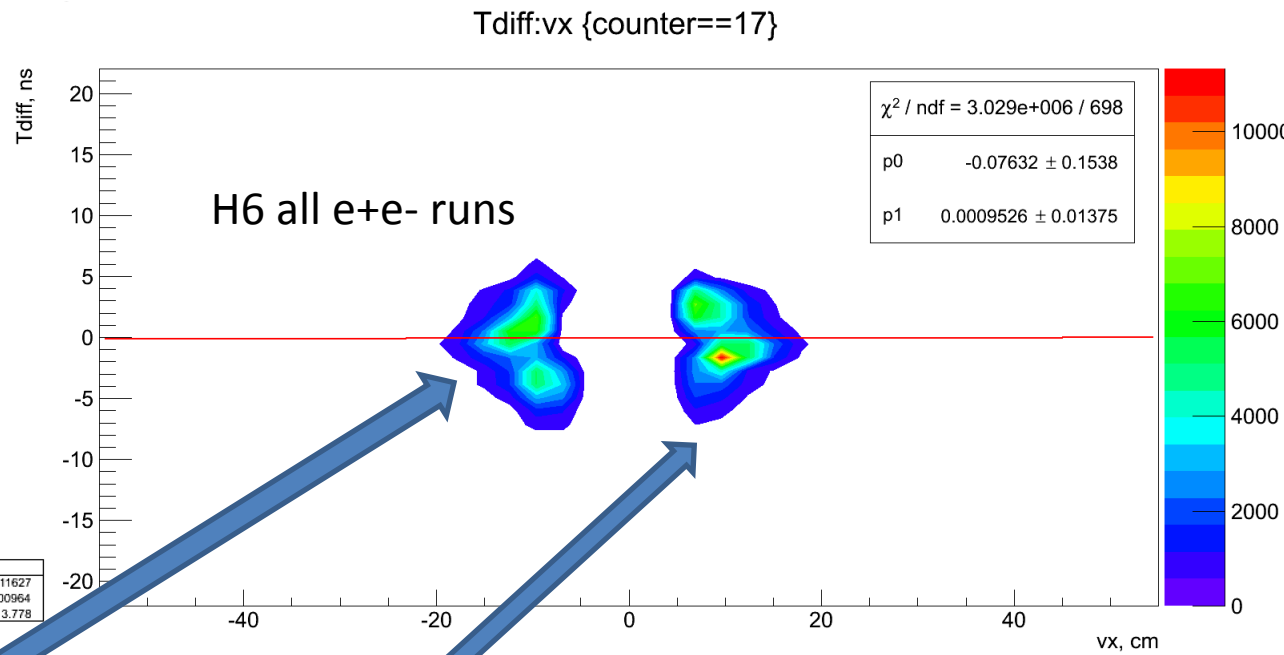 Tdiff:vx {counter==17}
Tdiff, ns
20
15
10
5
0
-5
-10
-15
-20
H6 all e+e- runs
χ² / ndf = 3.029e+006 / 698
p0 -0.07632 ± 0.1538
p1 0.0009526 ± 0.01375
8000
6000
4000
2000
0
3.778
-40 -20 0 20 40
vx, cm